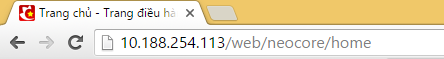 Trang chủ - Trang điều hà
10.188.254.113/web/neocore/home